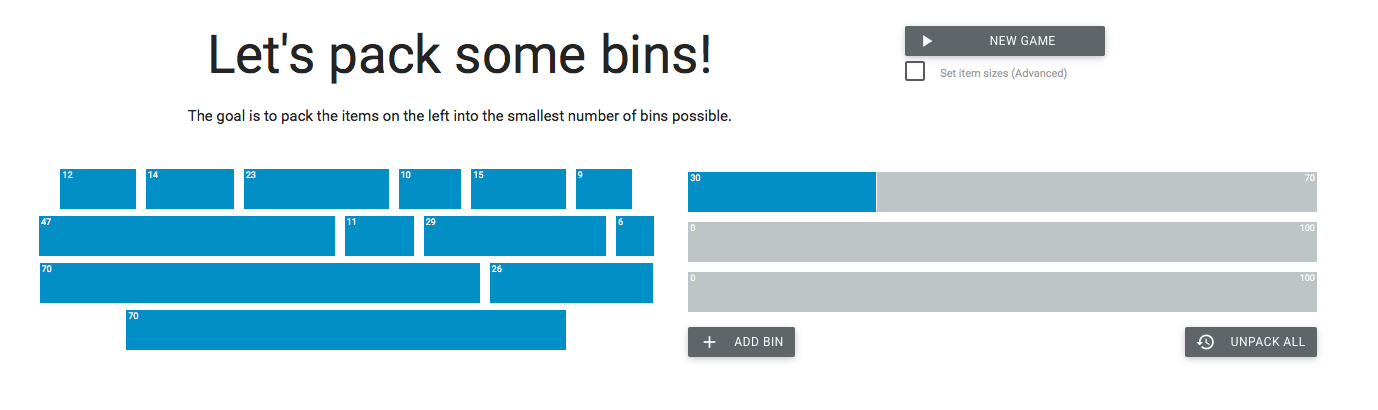 Let's pack some bins!
NEW GAME
Set item sizes (Advanced)
The goal is to pack the items on the left into the smallest number of bins possible.
12 14 23 10 15 9
47 11 29 6
70 26
70
30 70
0 100
0 100
ADD BIN
UNPACK ALL